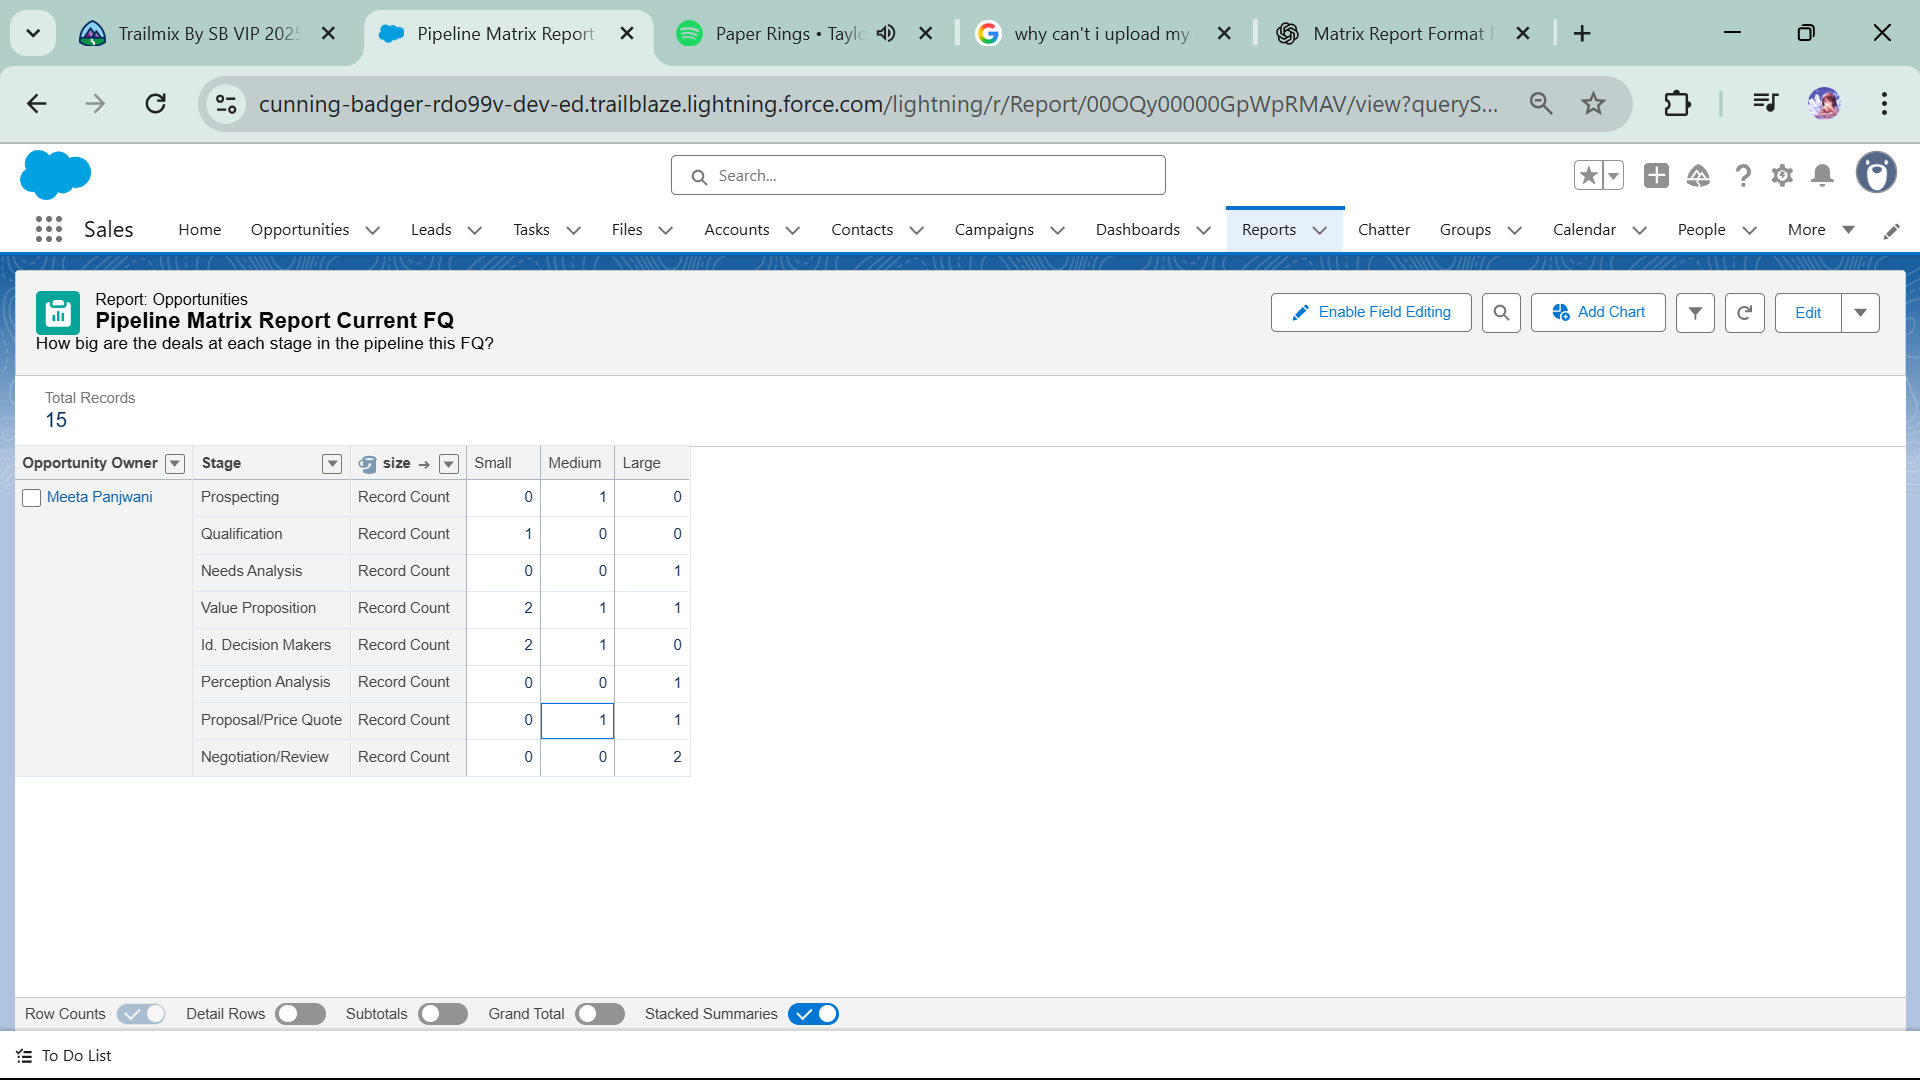 Trailmix By SB VIP 2025
Pipeline Matrix Report
Paper Rings • Taylo
why can't i upload my
Matrix Report Format
cunning-badger-rdo99v-dev-ed.trailblaze.lightning.force.com/lightning/r/Report/00OQy00000GpWpRMAV/view?queryS...
Search...
Sales
Home
Opportunities
Leads
Tasks
Files
Accounts
Contacts
Campaigns
Dashboards
Reports
Chatter
Groups
Calendar
People
More
Report: Opportunities
Pipeline Matrix Report Current FQ
How big are the deals at each stage in the pipeline this FQ?
Enable Field Editing
Add Chart
Edit
Total Records
15
Opportunity Owner Stage size → Small Medium Large
Meeta Panjwani Prospecting Record Count 0 1 0
Qualification Record Count 1 0 0
Needs Analysis Record Count 0 0 1
Value Proposition Record Count 2 1 1
Id. Decision Makers Record Count 2 1 0
Perception Analysis Record Count 0 0 1
Proposal/Price Quote Record Count 0 1 1
Negotiation/Review Record Count 0 0 2
Row Counts
Detail Rows
Subtotals
Grand Total
Stacked Summaries
To Do List